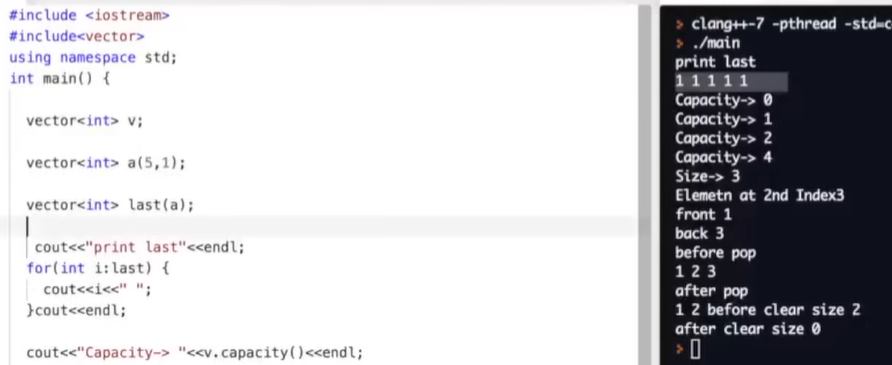 #include <iostream>
#include<vector>
using namespace std;
int main() {
vector<int> v;
vector<int> a(5,1);
vector<int> last(a);
cout<<"print last"<<endl;
for(int i:last) {
cout<<i<<" ";
}cout<<endl;
cout<<"Capacity-> "<<v.capacity()<<endl;
> clang++-7 -pthread -std=c
> ./main
print last
1 1 1 1 1
Capacity-> 0
Capacity-> 1
Capacity-> 2
Capacity-> 4
Size-> 3
Elemetn at 2nd Index3
front 1
back 3
before pop
1 2 3
after pop
1 2 before clear size 2
after clear size 0
>